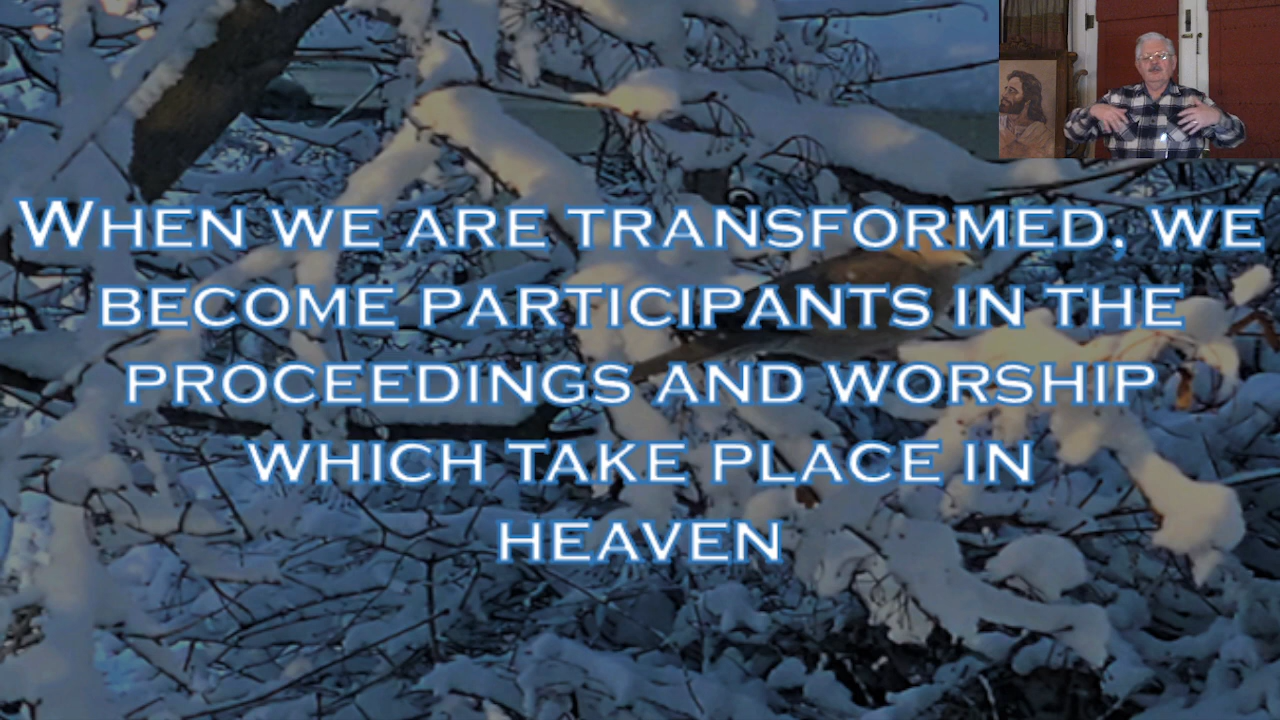 When we are transformed, we
become participants in the
proceedings and worship
which take place in
heaven